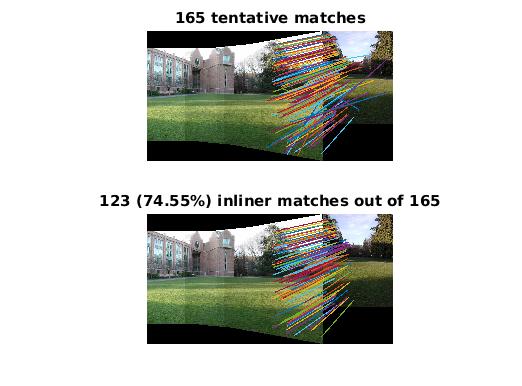 165 tentative matches
123 (74.55%) inliner matches out of 165